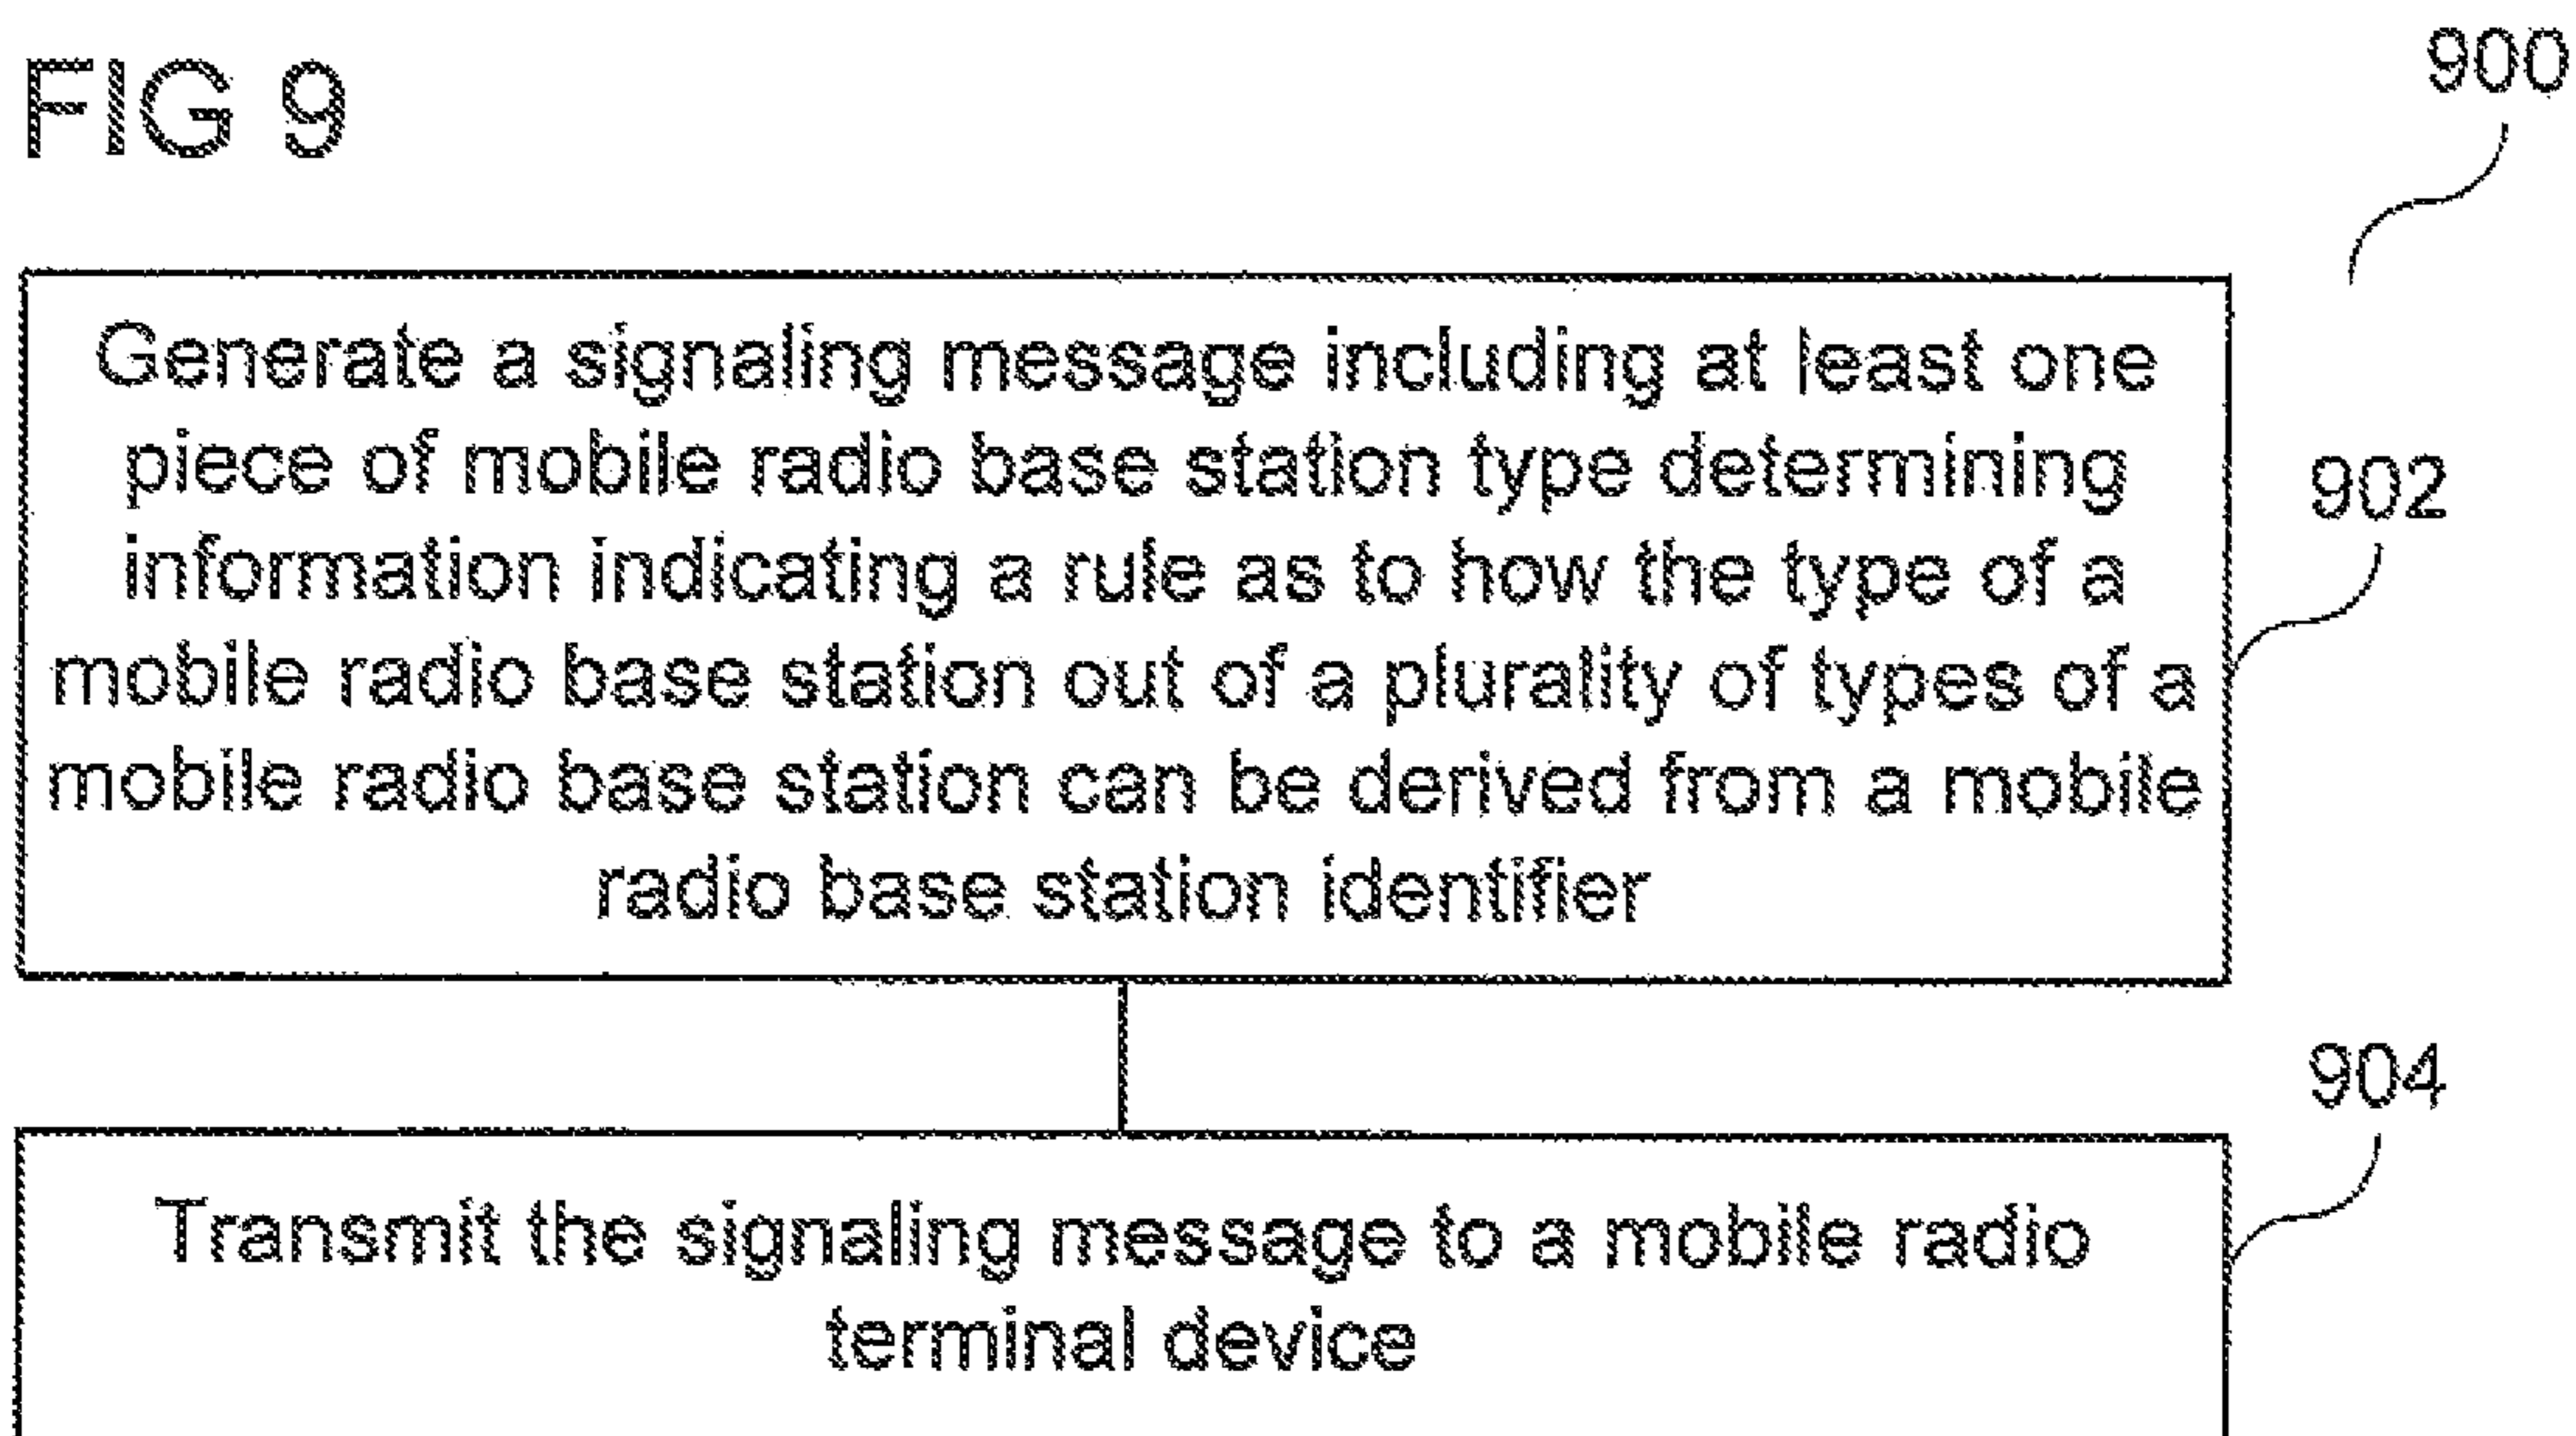 FIG 9
900
Generate a signaling message including at least one
piece of mobile radio base station type determining
information indicating a rule as to how the type of a
mobile radio base station out of a plurality of types of a
mobile radio base station can be derived from a mobile
radio base station identifier
902
904
Transmit the signaling message to a mobile radio
terminal device